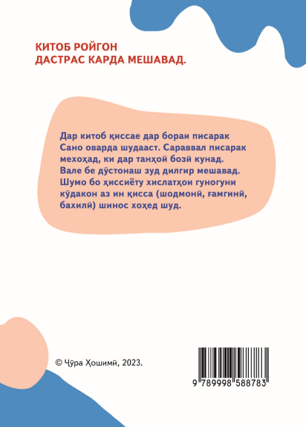 КИТОБ РОЙГОН
ДАСТРАС КАРДА МЕШАВАД.
Дар китоб қиссае дар бораи писарак
Сано оварда шудааст. Сараввал писарак
мехоҳад, ки дар танҳоӣ бозӣ кунад.
Вале бе дӯстонаш зуд дилгир мешавад.
Шумо бо ҳиссиёту хислатҳои гуногуни
кӯдакон аз ин қисса (шодмонӣ, ғамгинӣ,
бахилӣ) шинос хоҳед шуд.
© Ҷӯра Ҳошимӣ, 2023.
9 789998 588783